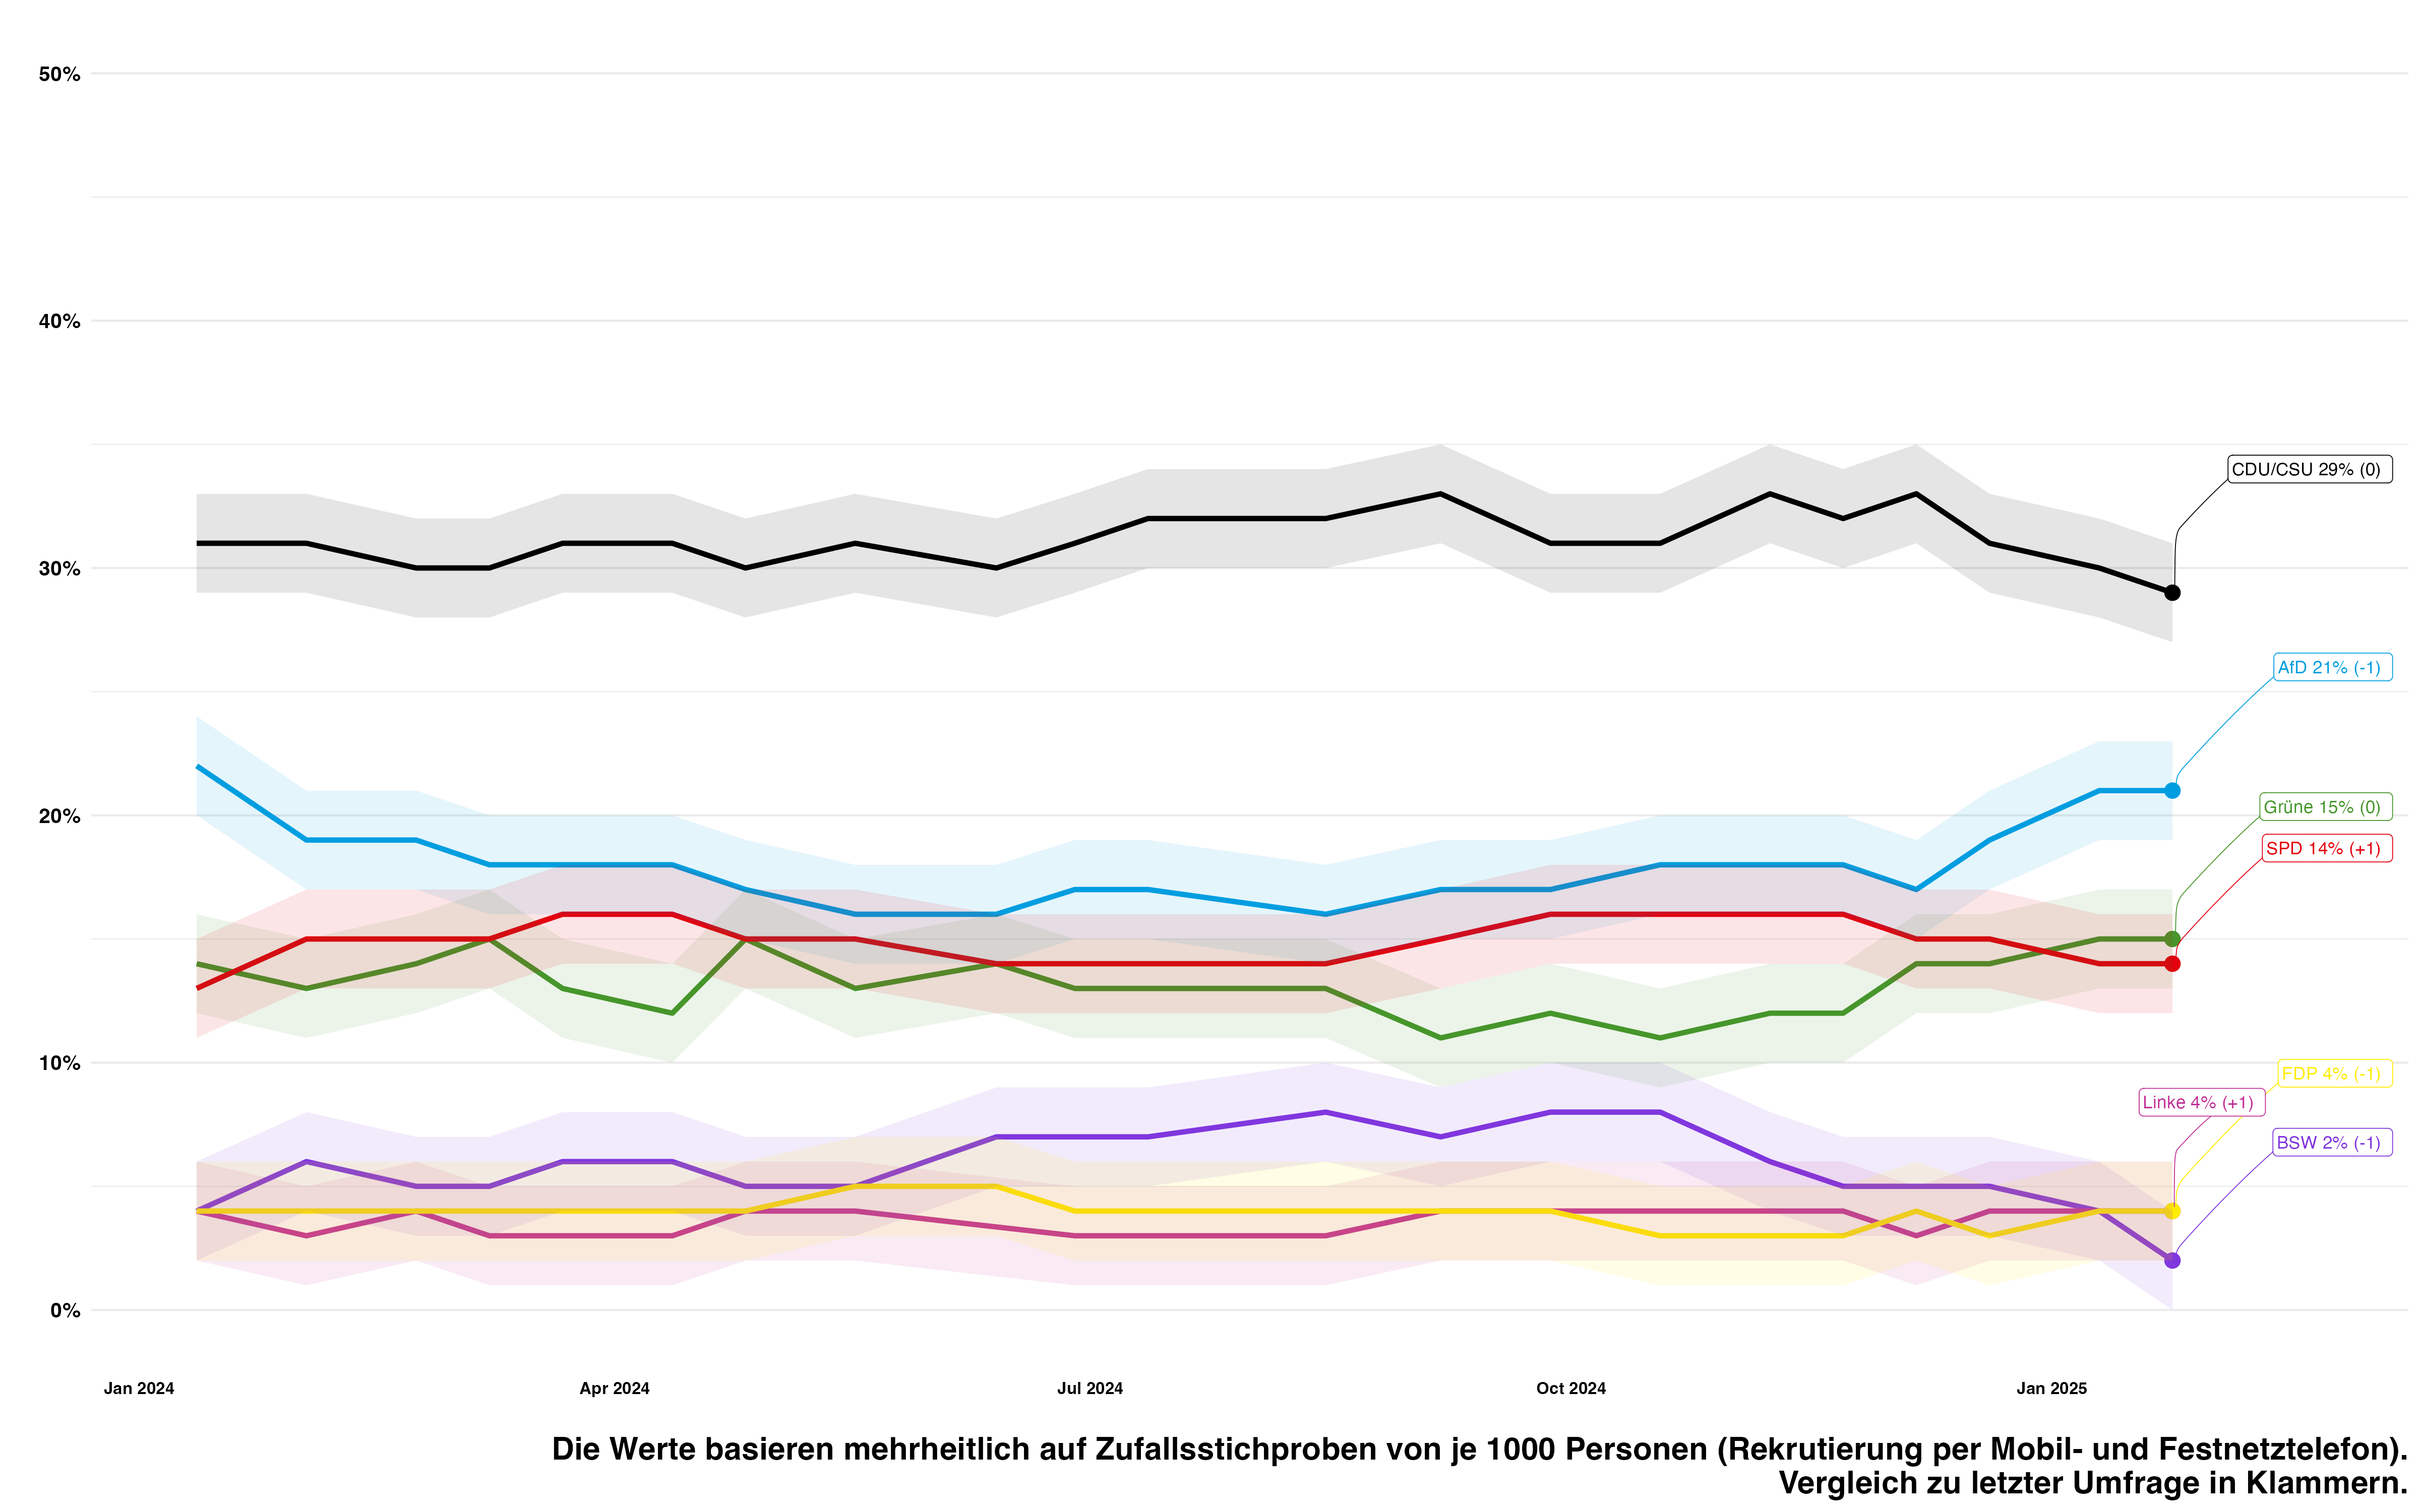 50%
40%
30%
20%
10%
0%
CDU/CSU 29% (0)
AfD 21% (-1)
Grüne 15% (0)
SPD 14% (+1)
FDP 4% (-1)
Linke 4% (+1)
BSW 2% (-1)
Jan 2024
Apr 2024
Jul 2024
Oct 2024
Jan 2025
Die Werte basieren mehrheitlich auf Zufallsstichproben von je 1000 Personen (Rekrutierung per Mobil- und Festnetztelefon).
Vergleich zu letzter Umfrage in Klammern.